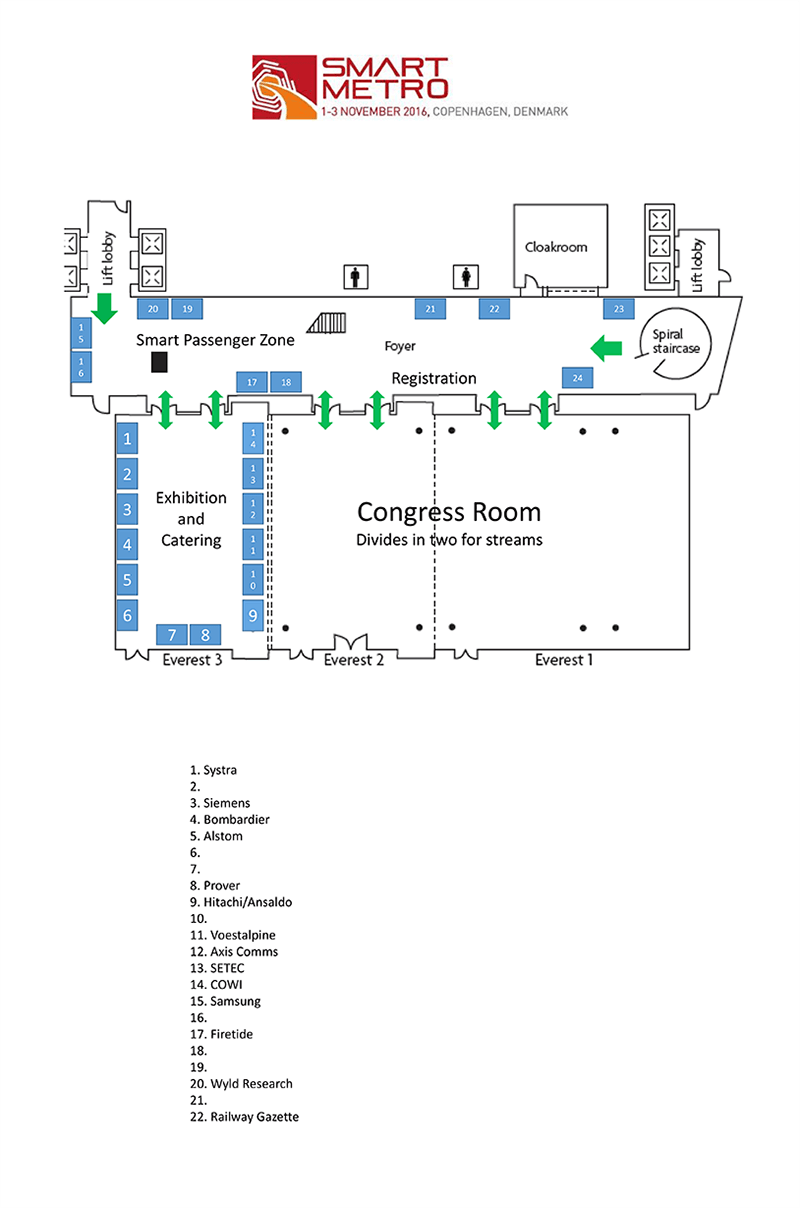 SMART
METRO
1-3 NOVEMBER 2016, COPENHAGEN, DENMARK
Lift lobby
Cloakroom
Lift lobby
20
19
21
22
23
15
16
Smart Passenger Zone
Foyer
Spiral
staircase
17
18
Registration
24
1
14
2
13
3
12
4
11
5
10
6
9
7
8
Exhibition
and
Catering
Congress Room
Divides in two for streams
Everest 3
Everest 2
Everest 1
1. Systra
2.
3. Siemens
4. Bombardier
5. Alstom
6.
7.
8. Prover
9. Hitachi/Ansaldo
10.
11. Voestalpine
12. Axis Comms
13. SETEC
14. COWI
15. Samsung
16.
17. Firetide
18.
19.
20. Wyld Research
21.
22. Railway Gazette